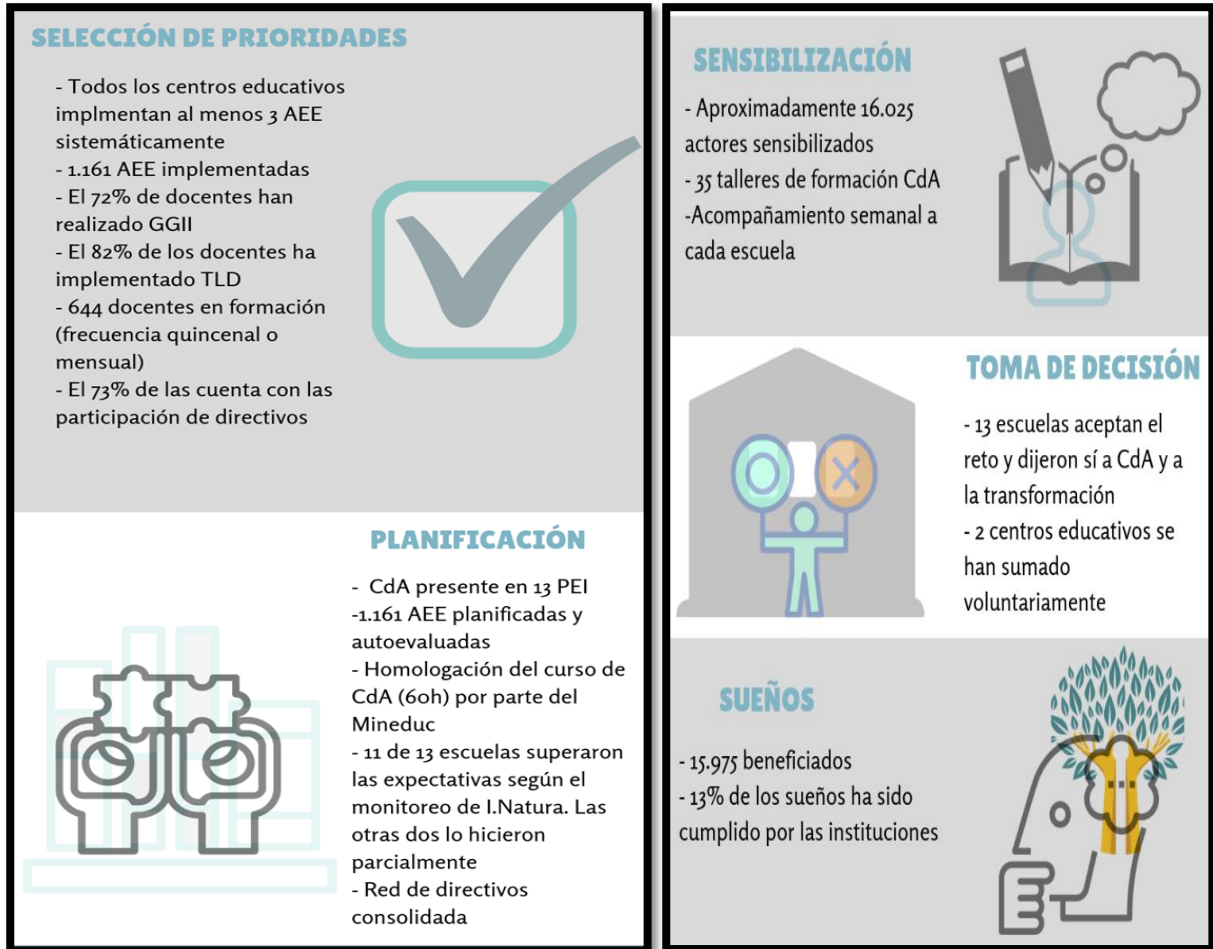 SELECCIÓN DE PRIORIDADES
- Todos los centros educativos
implmentan al menos 3 AEE
sistemáticamente
- 1.161 AEE implementadas
- El 72% de docentes han
realizado GGII
- El 82% de los docentes ha
implementado TLD
- 644 docentes en formación
(frecuencia quincenal o
mensual)
- El 73% de las cuenta con las
participación de directivos
PLANIFICACIÓN
- CdA presente en 13 PEI
-1.161 AEE planificadas y
autoevaluadas
- Homologación del curso de
CdA (60h) por parte del
Mineduc
- 11 de 13 escuelas superaron
las expectativas según el
monitoreo de I.Natura. Las
otras dos lo hicieron
parcialmente
- Red de directivos
consolidada
SENSIBILIZACIÓN
- Aproximadamente 16.025
actores sensibilizados
- 35 talleres de formación CdA
-Acompañamiento semanal a
cada escuela
TOMA DE DECISIÓN
- 13 escuelas aceptan el
reto y dijeron sí a CdA y a
la transformación
- 2 centros educativos se
han sumado
voluntariamente
SUEÑOS
- 15.975 beneficiados
- 13% de los sueños ha sido
cumplido por las instituciones